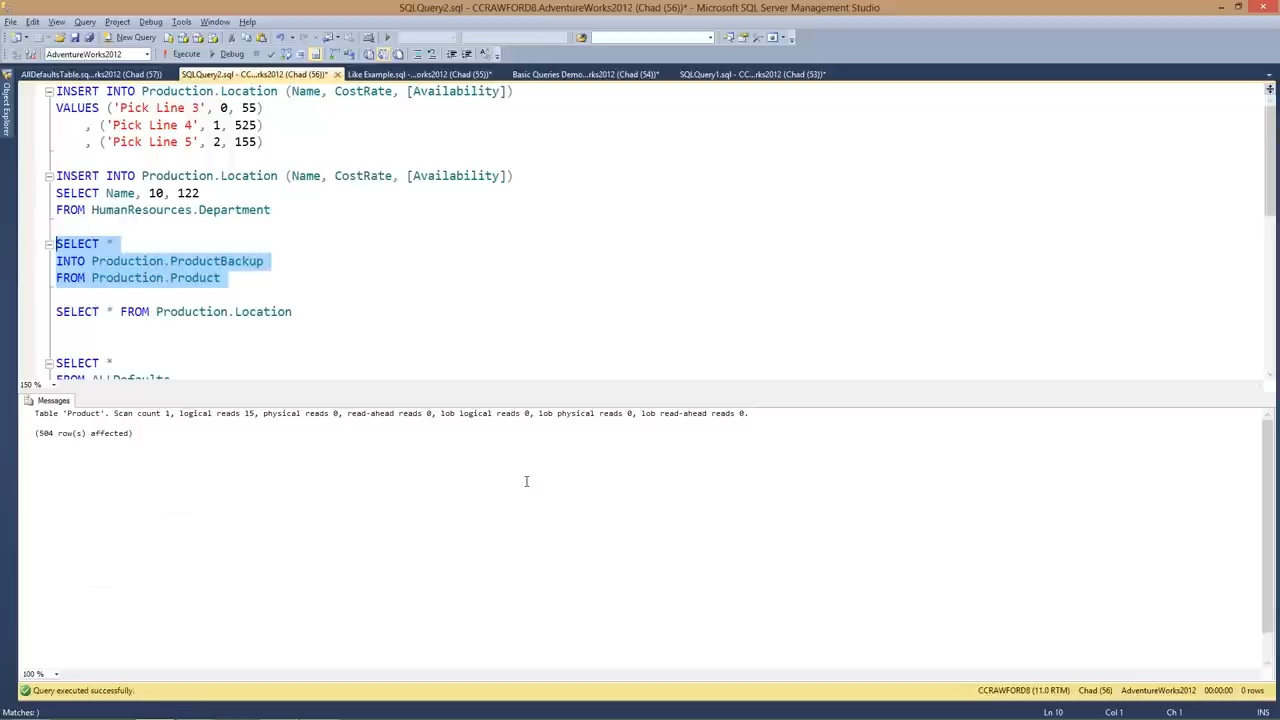 SQLQuery2.sql - CCRAWFORD8.AdventureWorks2012 (Chad (56))* - Microsoft SQL Server Management Studio
File Edit View Query Project Debug Tools Window Help
New Query
AdventureWorks2012 Execute Debug
AllDefaultsTable.sq...rks2012 (Chad (57)) SQLQuery2.sql - CC...rks2012 (Chad (56))* Like Example.sql -...orks2012 (Chad (55))* Basic Queries Demo...rks2012 (Chad (54))* SQLQuery1.sql - CC...rks2012 (Chad (53))*
Object Explorer
INSERT INTO Production.Location (Name, CostRate, [Availability])
VALUES ('Pick Line 3', 0, 55)
, ('Pick Line 4', 1, 525)
, ('Pick Line 5', 2, 155)
INSERT INTO Production.Location (Name, CostRate, [Availability])
SELECT Name, 10, 122
FROM HumanResources.Department
SELECT *
INTO Production.ProductBackup
FROM Production.Product
SELECT * FROM Production.Location
SELECT *
FROM AllDefaults
150 %
Messages
Table 'Product'. Scan count 1, logical reads 15, physical reads 0, read-ahead reads 0, lob logical reads 0, lob physical reads 0, lob read-ahead reads 0.
(504 row(s) affected)
100 %
Query executed successfully. CCRAWFORD8 (11.0 RTM) Chad (56) AdventureWorks2012 00:00:00 0 rows
Matches: ) Ln 10 Col 1 Ch 1 INS